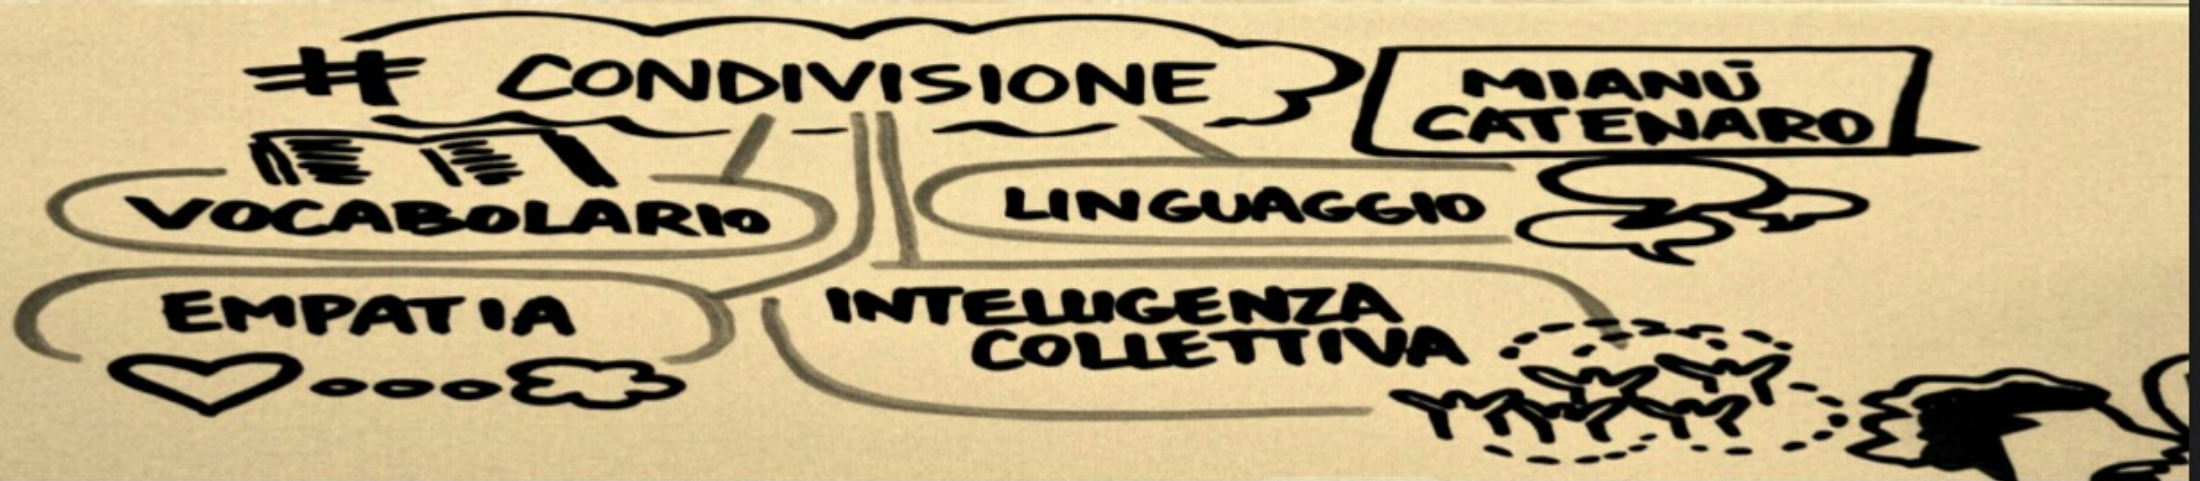 # CONDIVISIONE
MIANÙ
CATENARO
VOCABOLARIO
LINGUAGGIO
EMPATIA
INTELLIGENZA
COLLETTIVA